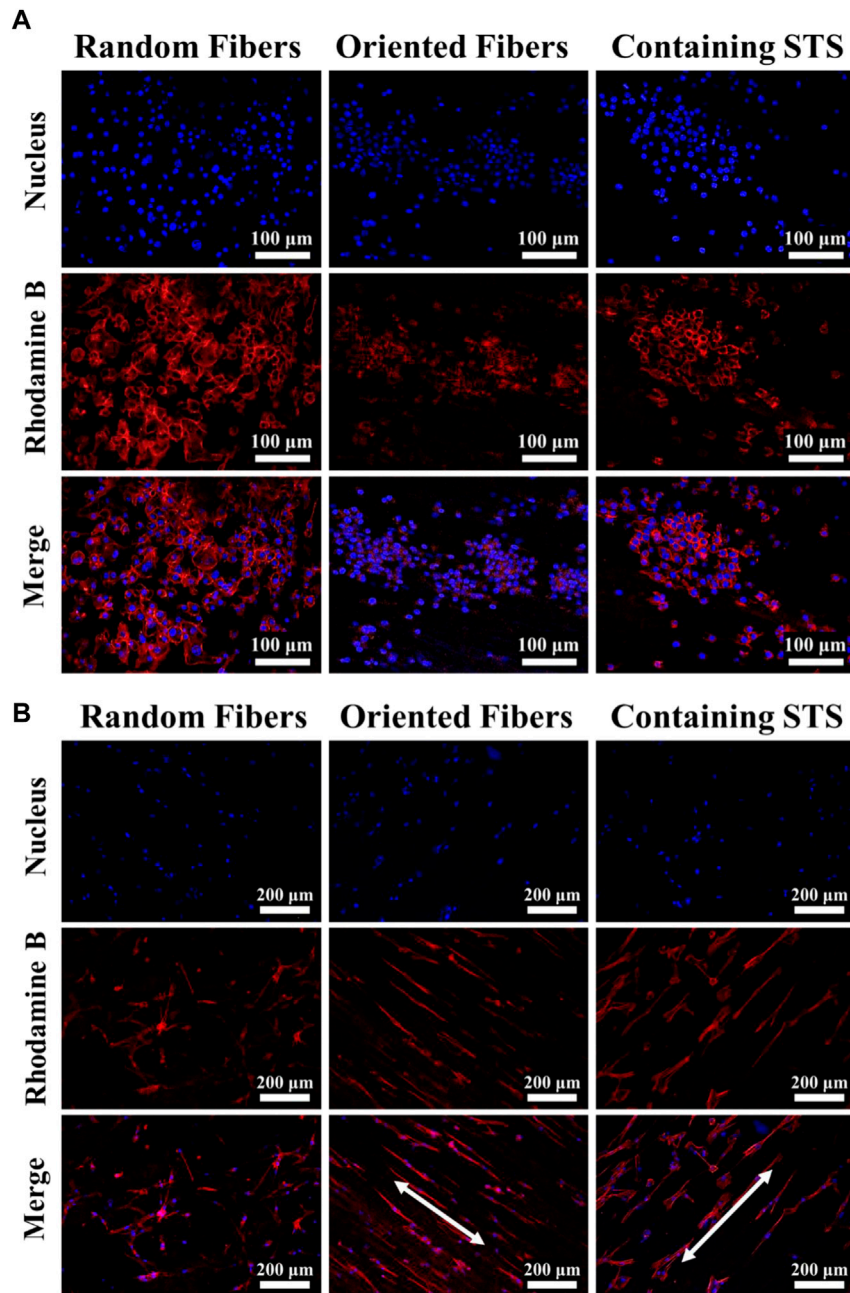 A
Random Fibers Oriented Fibers Containing STS
Nucleus
100 μm 100 μm 100 μm
Rhodamine B
100 μm 100 μm 100 μm
Merge
100 μm 100 μm 100 μm
B
Random Fibers Oriented Fibers Containing STS
Nucleus
200 μm 200 μm 200 μm
Rhodamine B
200 μm 200 μm 200 μm
Merge
200 μm 200 μm 200 μm